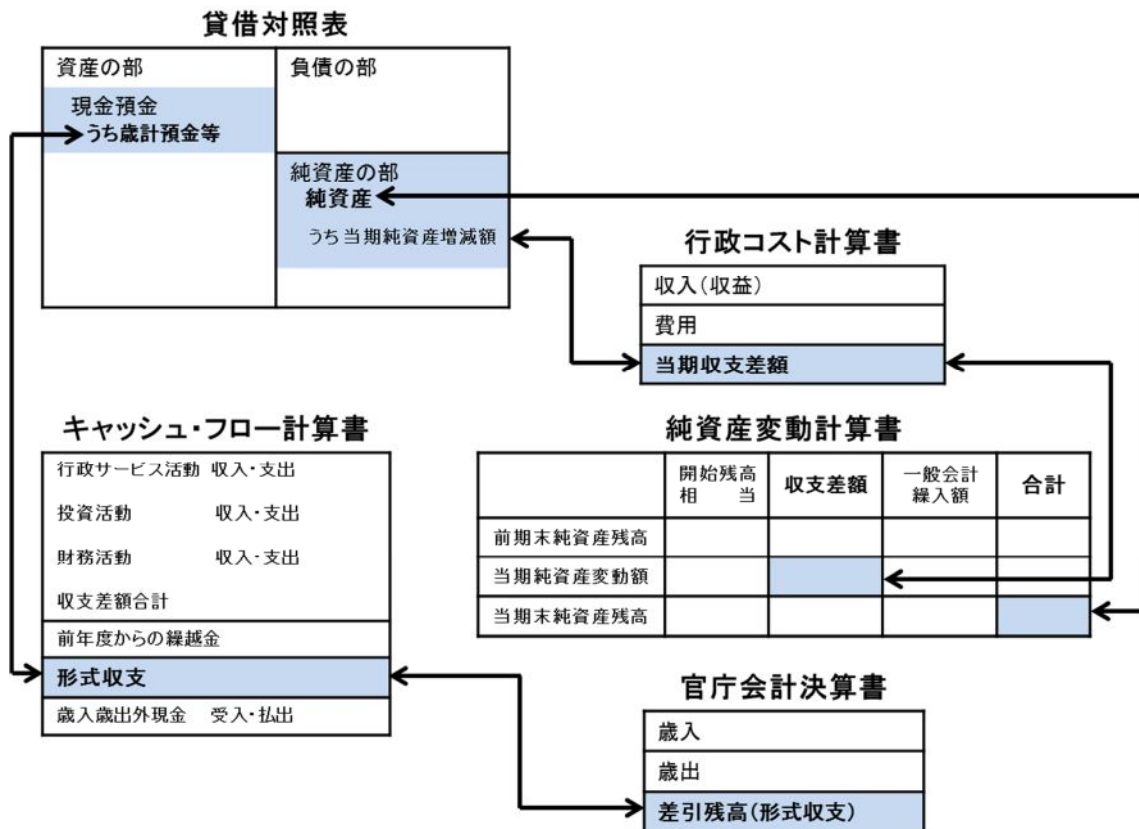 貸借対照表
資産の部
負債の部
現金預金
うち歳計預金等
純資産の部
純資産
うち当期純資産増減額
行政コスト計算書
収入(収益)
費用
当期収支差額
キャッシュ・フロー計算書
行政サービス活動 収入・支出
投資活動 収入・支出
財務活動 収入・支出
収支差額合計
前年度からの繰越金
形式収支
歳入歳出外現金 受入・払出
純資産変動計算書
開始残高
相 当
収支差額
一般会計
繰入額
合計
前期末純資産残高
当期純資産変動額
当期末純資産残高
官庁会計決算書
歳入
歳出
差引残高(形式収支)